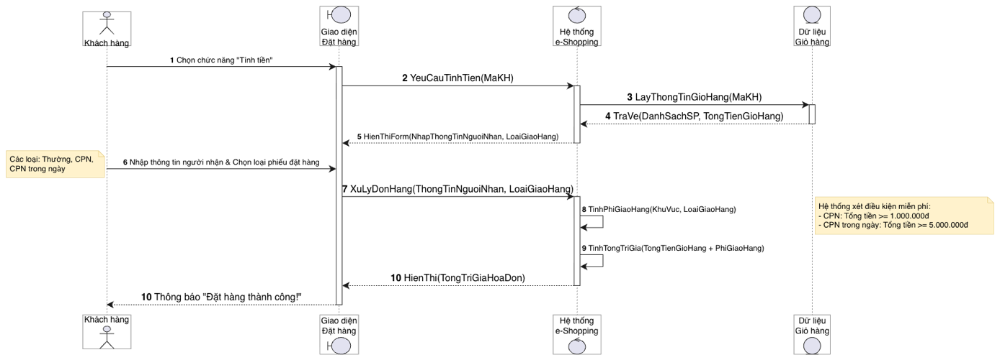 Khách hàng
Giao diện
Đặt hàng
Hệ thống
e-Shopping
Dữ liệu
Giỏ hàng
1 Chọn chức năng "Tính tiền"
2 YeuCauTinhTien(MaKH)
3 LayThongTinGioHang(MaKH)
4 TraVe(DanhSachSP, TongTienGioHang)
5 HienThiForm(NhapThongTinNguoiNhan, LoaiGiaoHang)
Các loại: Thường, CPN,
CPN trong ngày
6 Nhập thông tin người nhận & Chọn loại phiếu đặt hàng
7 XuLyDonHang(ThongTinNguoiNhan, LoaiGiaoHang)
8 TinhPhiGiaoHang(KhuVuc, LoaiGiaoHang)
Hệ thống xét điều kiện miễn phí:
- CPN: Tổng tiền >= 1.000.000đ
- CPN trong ngày: Tổng tiền >= 5.000.000đ
9 TinhTongTriGia(TongTienGioHang + PhiGiaoHang)
10 HienThi(TongTriGiaHoaDon)
10 Thông báo "Đặt hàng thành công!"
Khách hàng
Giao diện
Đặt hàng
Hệ thống
e-Shopping
Dữ liệu
Giỏ hàng